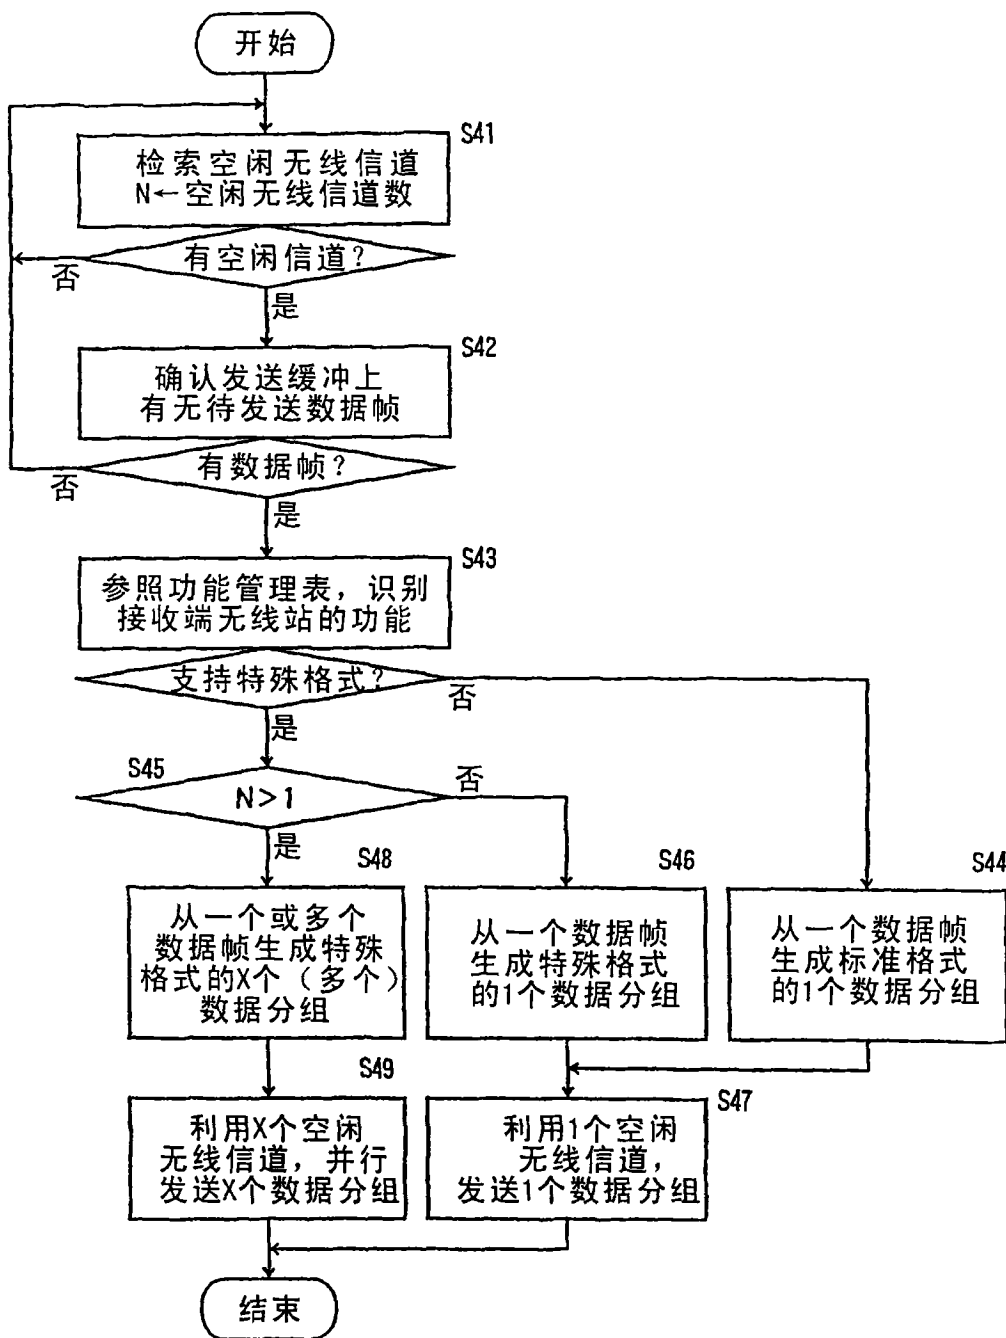 开始
S41
检索空闲无线信道
N←空闲无线信道数
有空闲信道?
否
是
S42
确认发送缓冲上
有无待发送数据帧
有数据帧?
否
是
S43
参照功能管理表，识别
接收端无线站的功能
支持特殊格式?
否
是
S45
N>1
否
是
S48
从一个或多个
数据帧生成特殊
格式的X个（多个）
数据分组
S46
从一个数据帧
生成特殊格式
的1个数据分组
S44
从一个数据帧
生成标准格式
的1个数据分组
S49
利用X个空闲
无线信道，并行
发送X个数据分组
S47
利用1个空闲
无线信道，
发送1个数据分组
结束